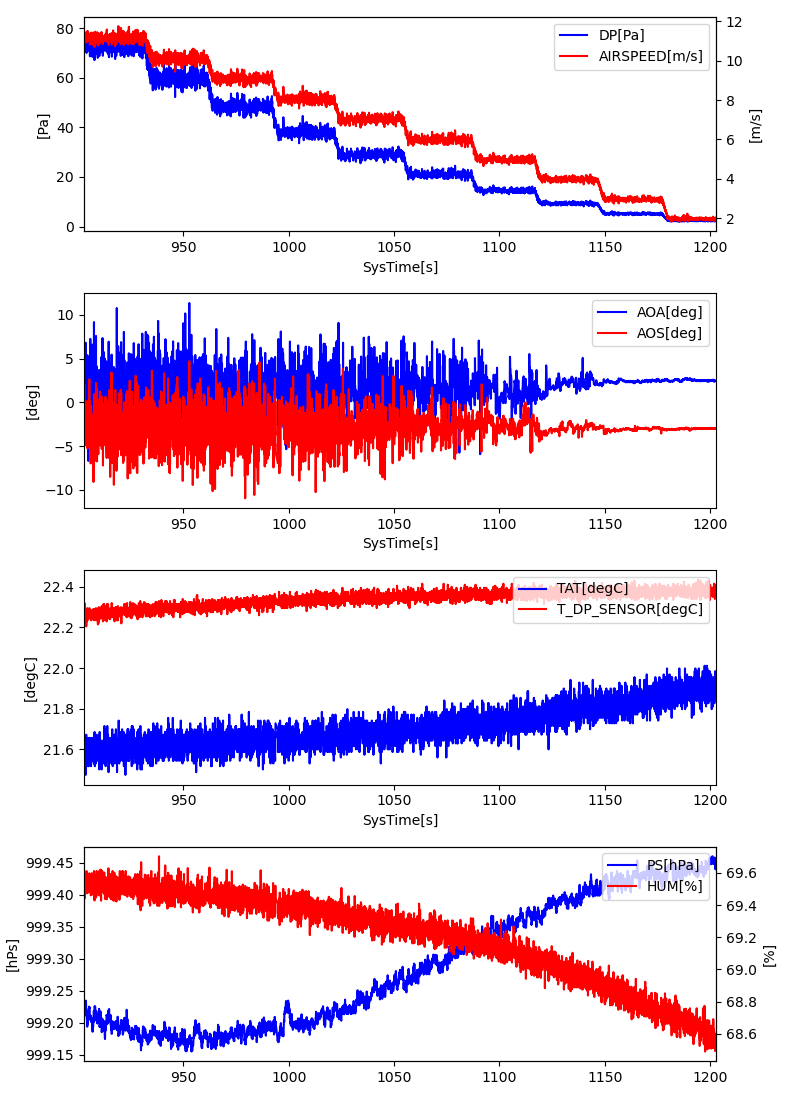 80
60
40
20
0
[Pa]
DP[Pa]
AIRSPEED[m/s]
12
10
8
6
4
2
[m/s]
950 1000 1050 1100 1150 1200
SysTime[s]
10
5
0
−5
−10
[deg]
AOA[deg]
AOS[deg]
950 1000 1050 1100 1150 1200
SysTime[s]
22.4
22.2
22.0
21.8
21.6
[degC]
TAT[degC]
T_DP_SENSOR[degC]
950 1000 1050 1100 1150 1200
SysTime[s]
999.45
999.40
999.35
999.30
999.25
999.20
999.15
[hPs]
PS[hPa]
HUM[%]
69.6
69.4
69.2
69.0
68.8
68.6
[%]
950 1000 1050 1100 1150 1200